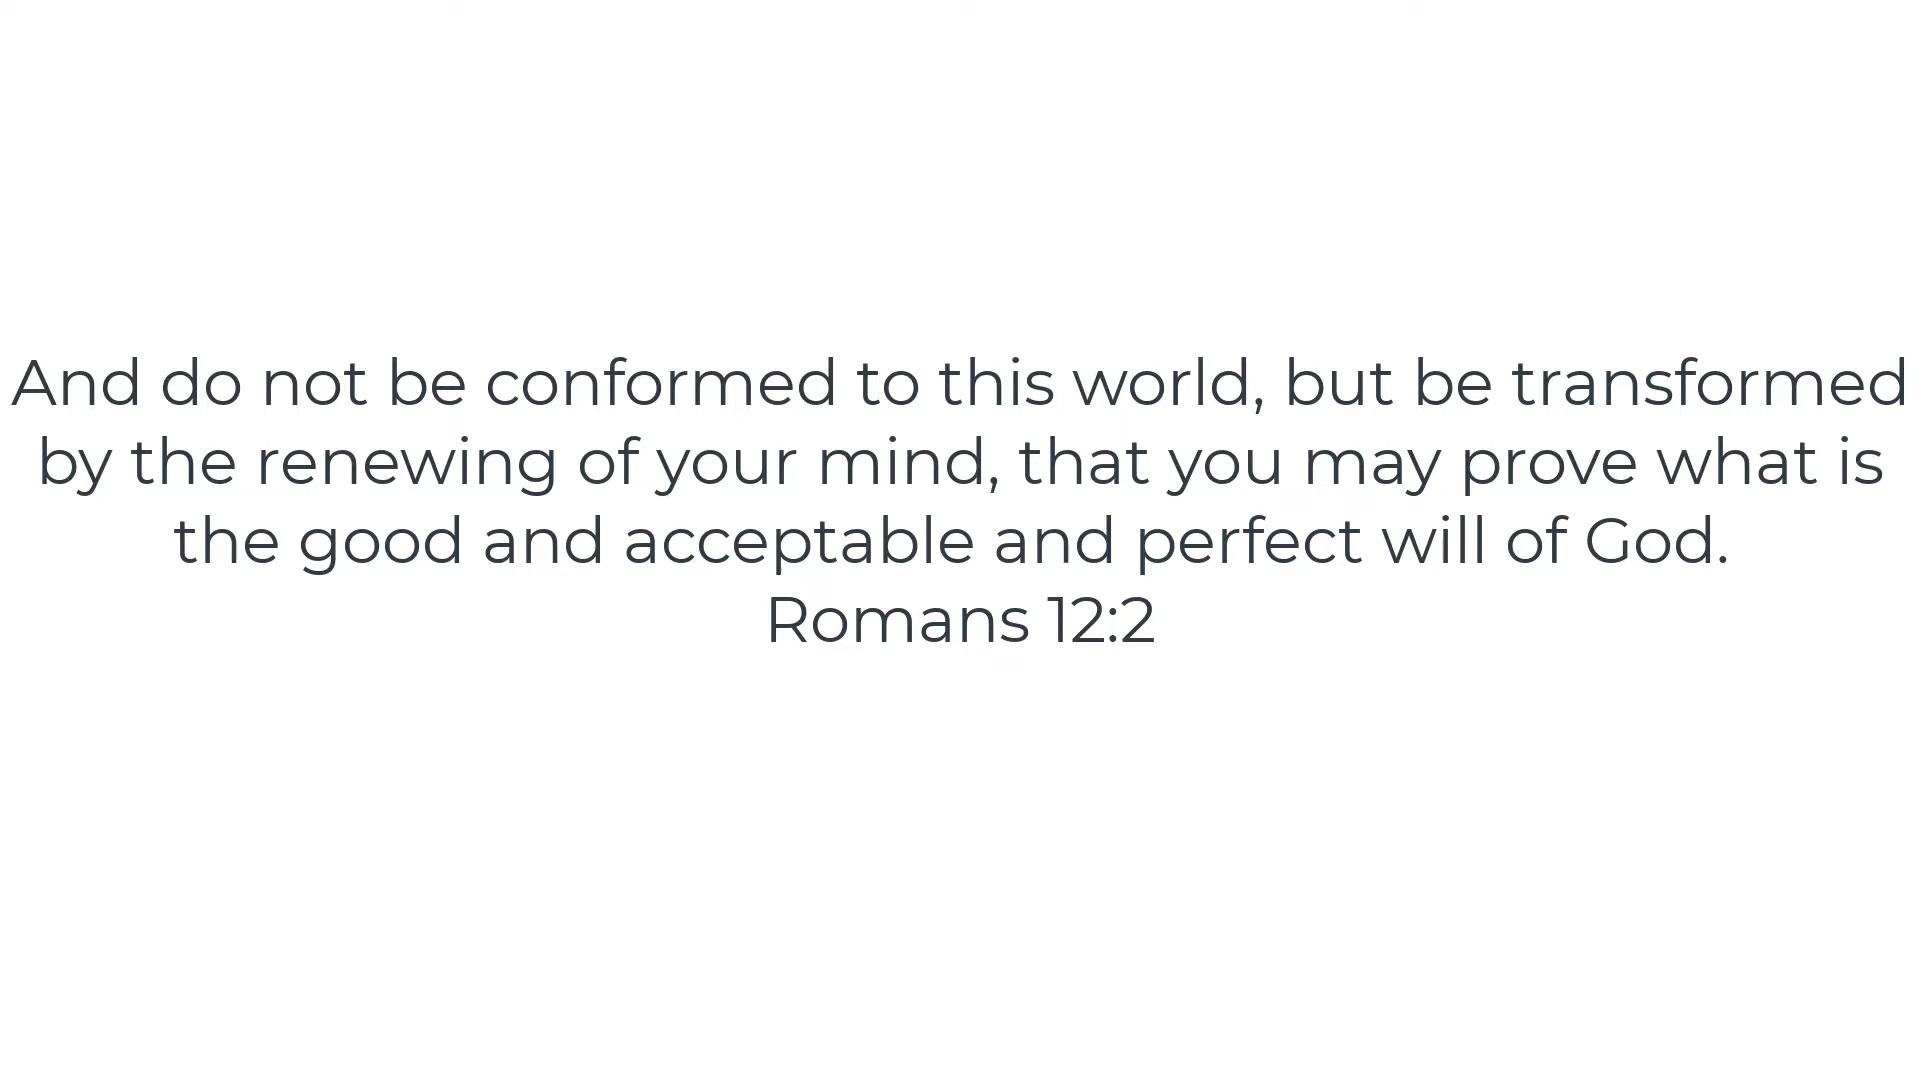 And do not be conformed to this world, but be transformed
by the renewing of your mind, that you may prove what is
the good and acceptable and perfect will of God.
Romans 12:2